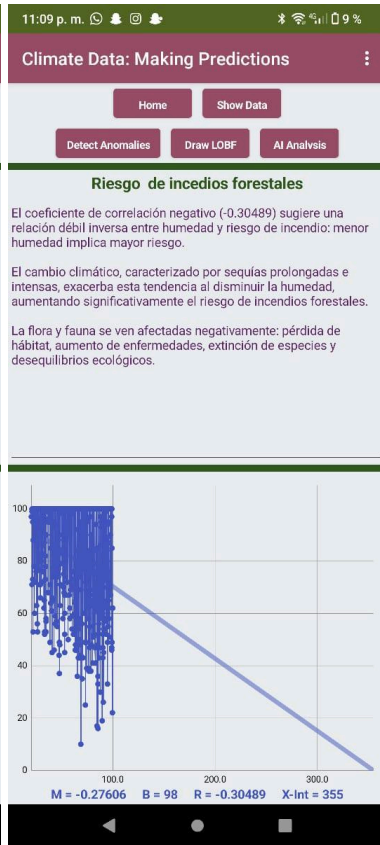 11:09 p. m. 4G 9 %
Climate Data: Making Predictions
Home Show Data
Detect Anomalies Draw LOBF AI Analysis
Riesgo de incedios forestales
El coeficiente de correlación negativo (-0.30489) sugiere una
relación débil inversa entre humedad y riesgo de incendio: menor
humedad implica mayor riesgo.
El cambio climático, caracterizado por sequías prolongadas e
intensas, exacerba esta tendencia al disminuir la humedad,
aumentando significativamente el riesgo de incendios forestales.
La flora y fauna se ven afectadas negativamente: pérdida de
hábitat, aumento de enfermedades, extinción de especies y
desequilibrios ecológicos.
100
80
60
40
20
0
100.0 200.0 300.0
M = -0.27606 B = 98 R = -0.30489 X-Int = 355